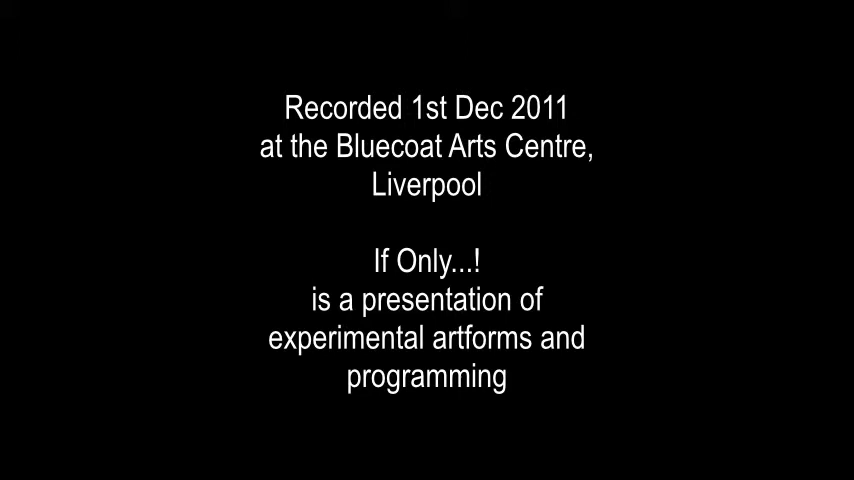 Recorded 1st Dec 2011
at the Bluecoat Arts Centre,
Liverpool
If Only...!
is a presentation of
experimental artforms and
programming